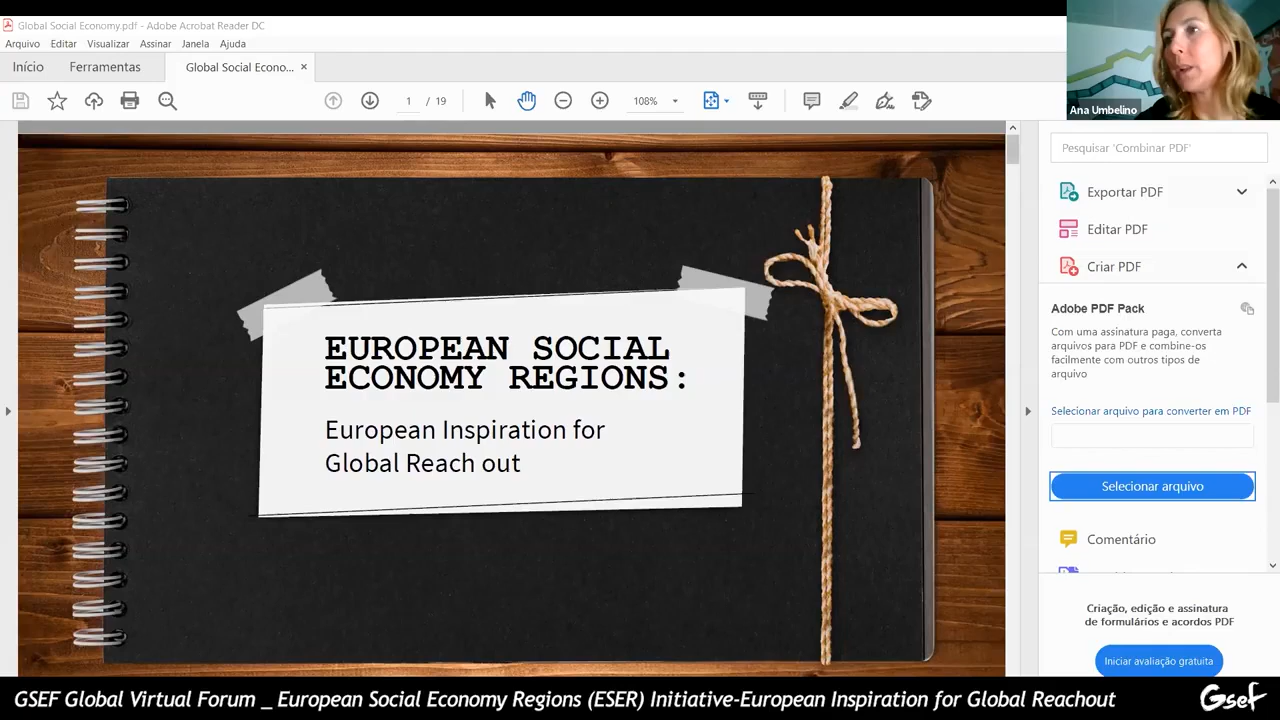 Global Social Economy.pdf - Adobe Acrobat Reader DC
Arquivo Editar Visualizar Assinar Janela Ajuda
Início Ferramentas Global Social Econo... ×
1 / 19 108%
Ana Umbelino
EUROPEAN SOCIAL
ECONOMY REGIONS:
European Inspiration for
Global Reach out
Pesquisar 'Combinar PDF'
Exportar PDF
Editar PDF
Criar PDF
Adobe PDF Pack
Com uma assinatura paga, converta
arquivos para PDF e combine-os
facilmente com outros tipos de
arquivo
Selecionar arquivo para converter em PDF
Selecionar arquivo
Comentário
Criação, edição e assinatura
de formulários e acordos PDF
Iniciar avaliação gratuita
GSEF Global Virtual Forum _ European Social Economy Regions (ESER) Initiative-European Inspiration for Global Reachout
Gsef